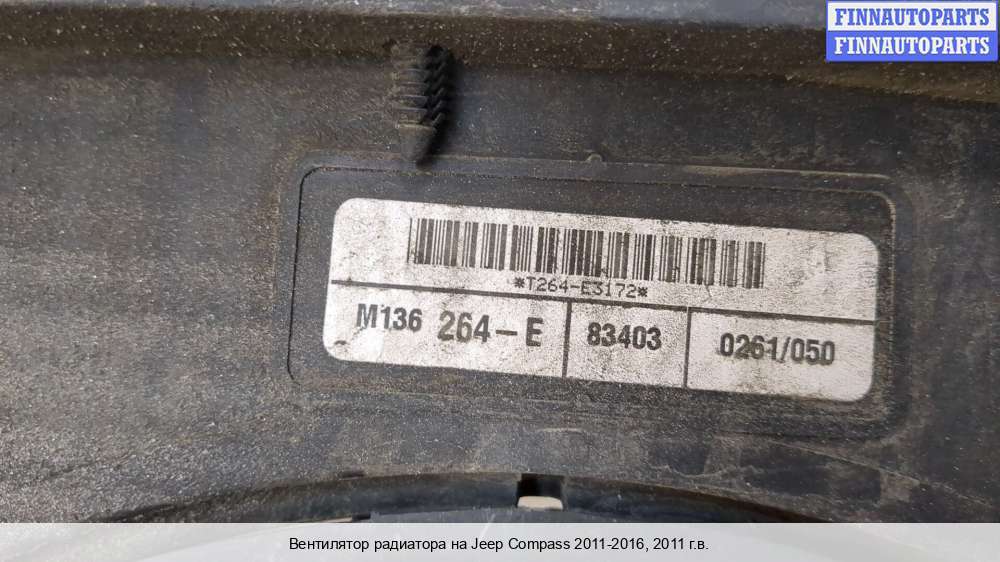 FINNAUTOPARTS
FINNAUTOPARTS
*T264-E3172*
M136 264-E 83403 0261/050
Вентилятор радиатора на Jeep Compass 2011-2016, 2011 г.в.